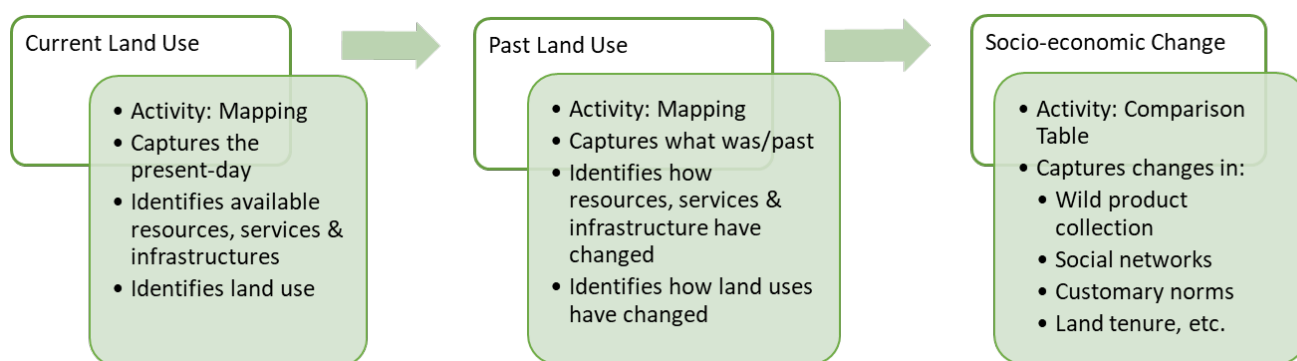 Current Land Use
• Activity: Mapping
• Captures the
present-day
• Identifies available
resources, services &
infrastructures
• Identifies land use
Past Land Use
• Activity: Mapping
• Captures what was/past
• Identifies how
resources, services &
infrastructure have
changed
• Identifies how land uses
have changed
Socio-economic Change
• Activity: Comparison
Table
• Captures changes in:
• Wild product
collection
• Social networks
• Customary norms
• Land tenure, etc.